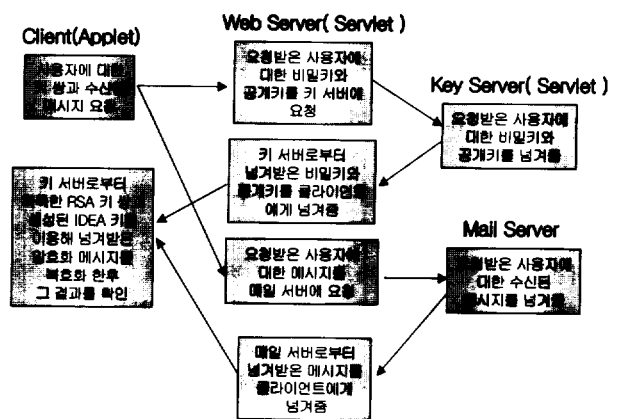 Client(Applet)
Web Server( Servlet )
Key Server( Servlet )
Mail Server
사용자에 대한
키 쌍과 수신
메시지 요청
요청받은 사용자에
대한 비밀키와
공개키를 키 서버에
요청
요청받은 사용자에
대한 비밀키와
공개키를 넘겨줌
키 서버로부터
넘겨받은 비밀키와
공개키를 클라이언트
에게 넘겨줌
키 서버로부터
RSA 키 쌍
생성된 IDEA 키를
이용해 넘겨받은
암호화 메시지를
복호화 한후
그 결과를 확인
요청받은 사용자에
대한 메시지를
메일 서버에 요청
요청받은 사용자에
대한 수신된
메시지를 넘겨줌
메일 서버로부터
넘겨받은 메시지를
클라이언트에게
넘겨줌